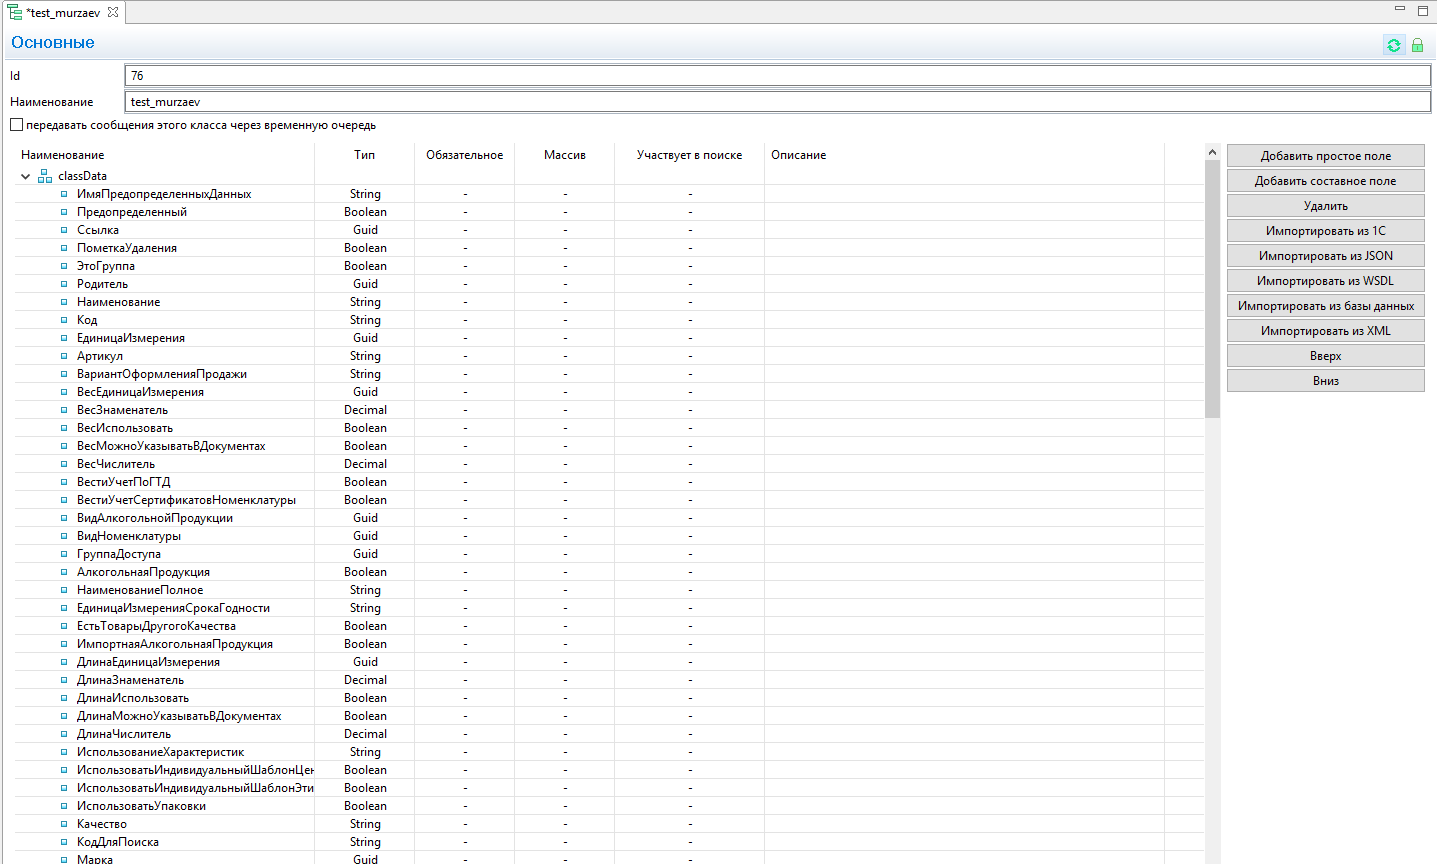 *test_murzaev
Основные
Id 76
Наименование test_murzaev
передавать сообщения этого класса через временную очередь
Наименование Тип Обязательное Массив Участвует в поиске Описание
classData
ИмяПредопределенныхДанных String - - -
Предопределенный Boolean - - -
Ссылка Guid - - -
ПометкаУдаления Boolean - - -
ЭтоГруппа Boolean - - -
Родитель Guid - - -
Наименование String - - -
Код String - - -
ЕдиницаИзмерения Guid - - -
Артикул String - - -
ВариантОформленияПродажи String - - -
ВесЕдиницаИзмерения Guid - - -
ВесЗнаменатель Decimal - - -
ВесИспользовать Boolean - - -
ВесМожноУказыватьВДокументах Boolean - - -
ВесЧислитель Decimal - - -
ВестиУчетПоГТД Boolean - - -
ВестиУчетСертификатовНоменклатуры Boolean - - -
ВидАлкогольнойПродукции Guid - - -
ВидНоменклатуры Guid - - -
ГруппаДоступа Guid - - -
АлкогольнаяПродукция Boolean - - -
НаименованиеПолное String - - -
ЕдиницаИзмеренияСрокаГодности String - - -
ЕстьТоварыДругогоКачества Boolean - - -
ИмпортнаяАлкогольнаяПродукция Boolean - - -
ДлинаЕдиницаИзмерения Guid - - -
ДлинаЗнаменатель Decimal - - -
ДлинаИспользовать Boolean - - -
ДлинаМожноУказыватьВДокументах Boolean - - -
ДлинаЧислитель Decimal - - -
ИспользованиеХарактеристик String - - -
ИспользоватьИндивидуальныйШаблонЦен Boolean - - -
ИспользоватьИндивидуальныйШаблонЭти Boolean - - -
ИспользоватьУпаковки Boolean - - -
Качество String - - -
КодДляПоиска String - - -
Марка Guid - - -
Добавить простое поле
Добавить составное поле
Удалить
Импортировать из 1С
Импортировать из JSON
Импортировать из WSDL
Импортировать из базы данных
Импортировать из XML
Вверх
Вниз